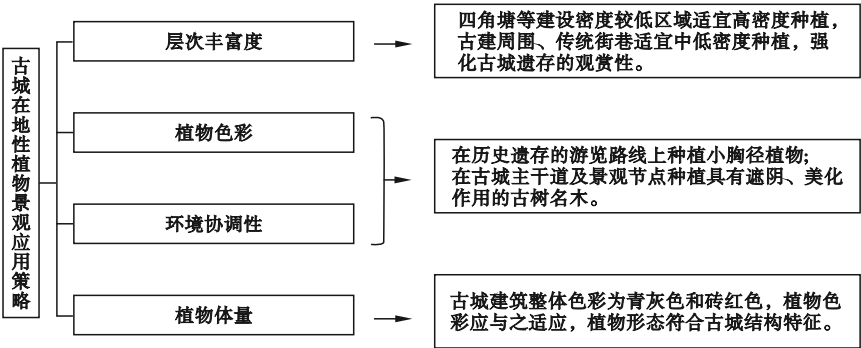 古城在地性植物景观应用策略
层次丰富度
四角塘等建设密度较低区域适宜高密度种植，
古建周围、传统街巷适宜中低密度种植，强
化古城遗存的观赏性。
植物色彩
环境协调性
在历史遗存的游览路线上种植小胸径植物；
在古城主干道及景观节点种植具有遮阴、美化
作用的古树名木。
植物体量
古城建筑整体色彩为青灰色和砖红色，植物色
彩应与之适应，植物形态符合古城结构特征。